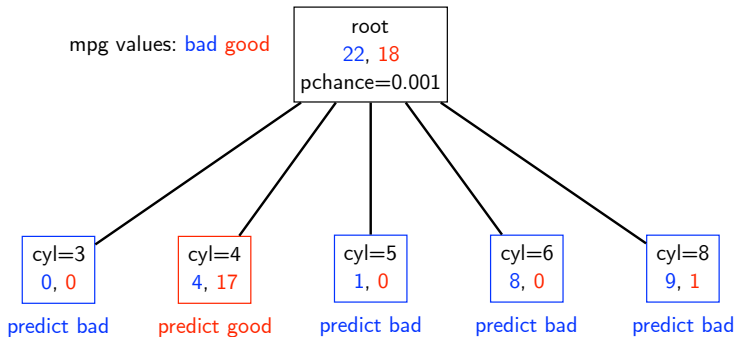 root
mpg values: bad good
22, 18
pchance=0.001
cyl=3
0, 0
predict bad
cyl=4
4, 17
predict good
cyl=5
1, 0
predict bad
cyl=6
8, 0
predict bad
cyl=8
9, 1
predict bad